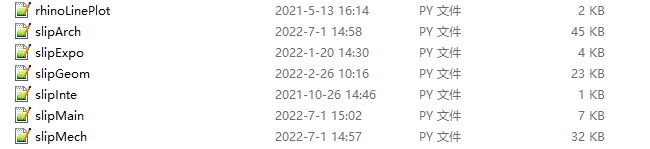 rhinoLinePlot 2021-5-13 16:14 PY 文件 2 KB
slipArch 2022-7-1 14:58 PY 文件 45 KB
slipExpo 2022-1-20 14:30 PY 文件 4 KB
slipGeom 2022-2-26 10:16 PY 文件 23 KB
slipInte 2021-10-26 14:46 PY 文件 1 KB
slipMain 2022-7-1 15:02 PY 文件 7 KB
slipMech 2022-7-1 14:57 PY 文件 32 KB